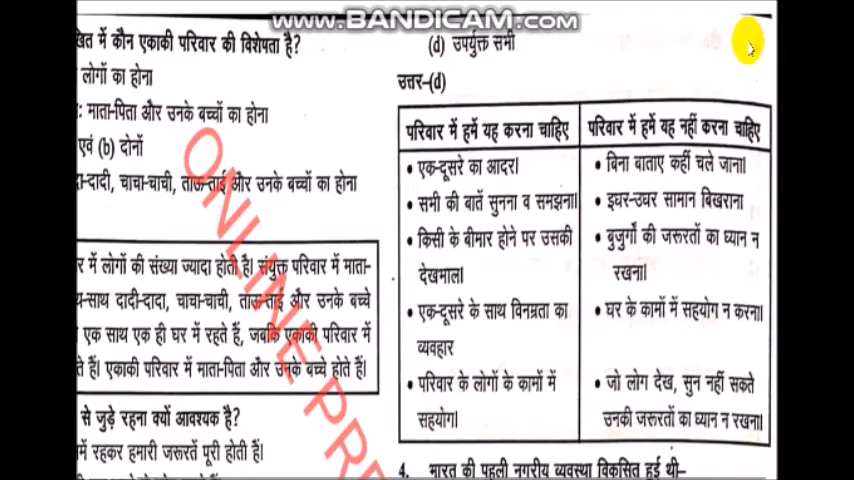 www.BANDICAM.com
में कौन एकाकी परिवार की विशेषता है?
लोगों का होना
माता-पिता और उनके बच्चों का होना
एवं (b) दोनों
चाचा-चाची, ताऊ-ताई और उनके बच्चों का होना
में लोगों की संख्या ज्यादा होती है। संयुक्त परिवार में माता-
दादी-दादा, चाचा-चाची, ताऊ-ताई और उनके बच्चे
एक साथ एक ही घर में रहते हैं, जबकि एकाकी परिवार में
हैं। एकाकी परिवार में माता-पिता और उनके बच्चे होते हैं।
से जुड़े रहना क्यों आवश्यक है?
रहकर हमारी जरूरतें पूरी होती हैं।
(d) उपर्युक्त सभी
उत्तर-(d)
परिवार में हमें यह करना चाहिए
• एक-दूसरे का आदर।
• सभी की बातें सुनना व समझना।
• किसी के बीमार होने पर उसकी
देखभाल।
• एक-दूसरे के साथ विनम्रता का
व्यवहार
• परिवार के लोगों के कामों में
सहयोग।
परिवार में हमें यह नहीं करना चाहिए
• बिना बताए कहीं चले जाना।
• इधर-उधर सामान बिखराना
• बुजुर्गों की जरूरतों का ध्यान न
रखना।
• घर के कामों में सहयोग न करना।
• जो लोग देख, सुन नहीं सकते
उनकी जरूरतों का ध्यान न रखना।
4. भारत की पहली नगरीय व्यवस्था विकसित हुई थी-
ONLINE